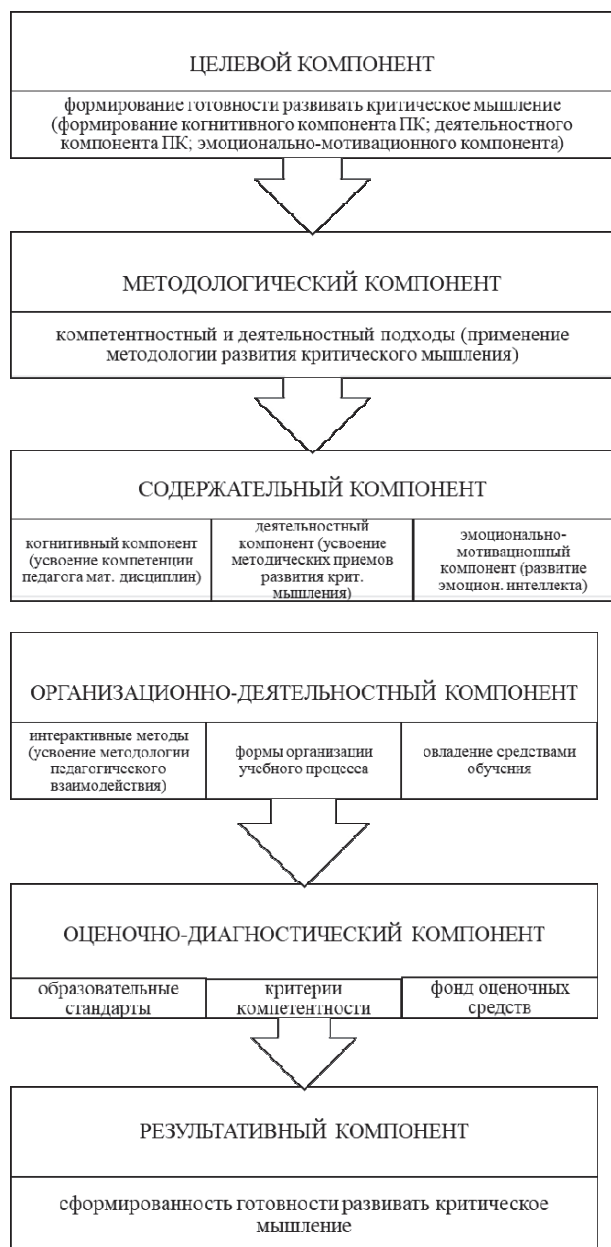 ЦЕЛЕВОЙ КОМПОНЕНТ
формирование готовности развивать критическое мышление
(формирование когнитивного компонента ПК; деятельностного
компонента ПК; эмоционально-мотивационного компонента)
МЕТОДОЛОГИЧЕСКИЙ КОМПОНЕНТ
компетентностный и деятельностный подходы (применение
методологии развития критического мышления)
СОДЕРЖАТЕЛЬНЫЙ КОМПОНЕНТ
когнитивный компонент
(усвоение компетенции
педагога мат. дисциплин)
деятельностный
компонент (усвоение
методических приемов
развития крит.
мышления)
эмоционально-
мотивационный
компонент (развитие
эмоцион. интеллекта)
ОРГАНИЗАЦИОННО-ДЕЯТЕЛЬНОСТНЫЙ КОМПОНЕНТ
интерактивные методы
(усвоение методологии
педагогического
взаимодействия)
формы организации
учебного процесса
овладение средствами
обучения
ОЦЕНОЧНО-ДИАГНОСТИЧЕСКИЙ КОМПОНЕНТ
образовательные
стандарты
критерии
компетентности
фонд оценочных
средств
РЕЗУЛЬТАТИВНЫЙ КОМПОНЕНТ
сформированность готовности развивать критическое
мышление